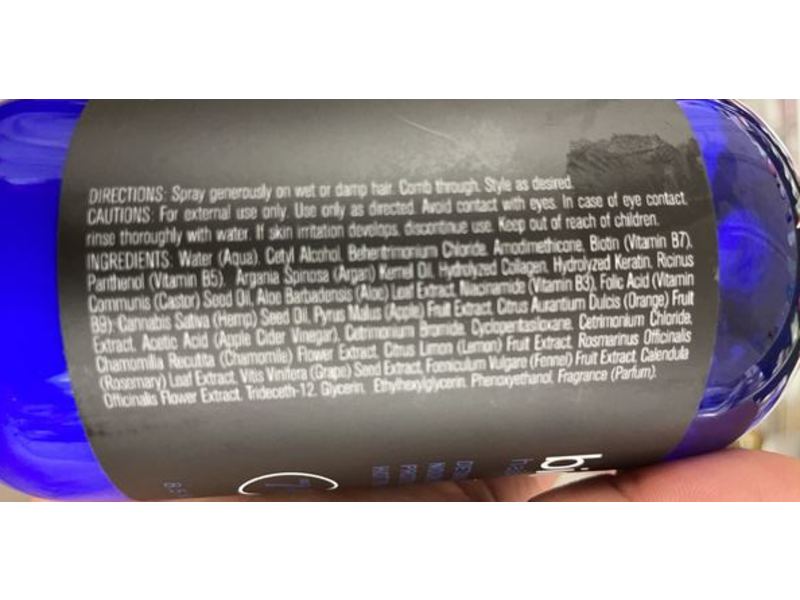 DIRECTIONS: Spray generously on wet or damp hair. Comb through. Style as desired.
CAUTIONS: For external use only. Use only as directed. Avoid contact with eyes. In case of eye contact,
rinse thoroughly with water. If skin irritation develops, discontinue use. Keep out of reach of children.
INGREDIENTS: Water (Aqua), Cetyl Alcohol, Behentrimonium Chloride, Amodimethicone, Biotin (Vitamin B7),
Panthenol (Vitamin B5), Argania Spinosa (Argan) Kernel Oil, Hydrolyzed Collagen, Hydrolyzed Keratin, Ricinus
Communis (Castor) Seed Oil, Aloe Barbadensis (Aloe) Leaf Extract, Niacinamide (Vitamin B3), Folic Acid (Vitamin
B9), Cannabis Sativa (Hemp) Seed Oil, Pyrus Malus (Apple) Fruit Extract, Citrus Aurantium Dulcis (Orange) Fruit
Extract, Acetic Acid (Apple Cider Vinegar), Cetrimonium Bromide, Cyclopentasiloxane, Cetrimonium Chloride,
Chamomilla Recutita (Chamomile) Flower Extract, Citrus Limon (Lemon) Fruit Extract, Rosmarinus Officinalis
(Rosemary) Leaf Extract, Vitis Vinifera (Grape) Seed Extract, Foeniculum Vulgare (Fennel) Fruit Extract, Calendula
Officinalis Flower Extract, Trideceth-12, Glycerin, Ethylhexylglycerin, Phenoxyethanol, Fragrance (Parfum).